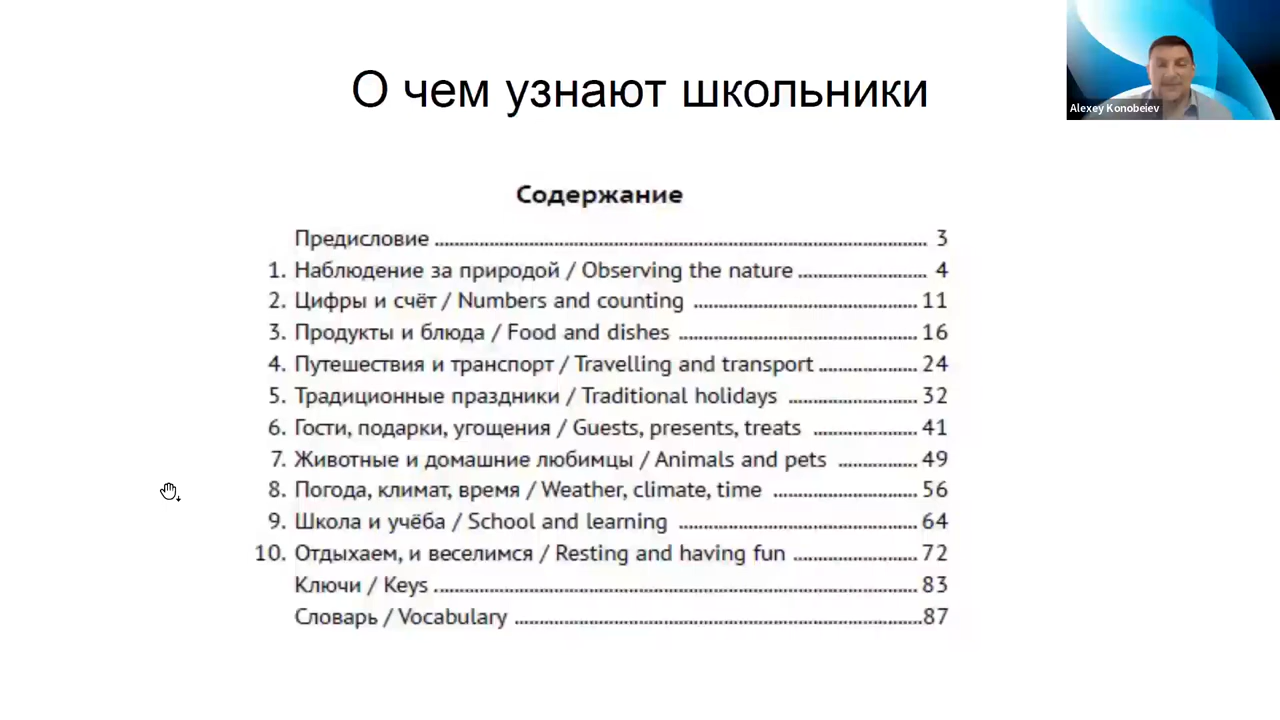 О чем узнают школьники
Alexey Konobeiev
Содержание
Предисловие ........ 3
1. Наблюдение за природой / Observing the nature ........ 4
2. Цифры и счёт / Numbers and counting ........ 11
3. Продукты и блюда / Food and dishes ........ 16
4. Путешествия и транспорт / Travelling and transport ........ 24
5. Традиционные праздники / Traditional holidays ........ 32
6. Гости, подарки, угощения / Guests, presents, treats ........ 41
7. Животные и домашние любимцы / Animals and pets ........ 49
8. Погода, климат, время / Weather, climate, time ........ 56
9. Школа и учёба / School and learning ........ 64
10. Отдыхаем, и веселимся / Resting and having fun ........ 72
Ключи / Keys ........ 83
Словарь / Vocabulary ........ 87